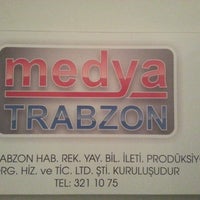 medya
TRABZON
ABZON HAB. REK. YAY. BİL. İLETİ. PRODÜKSİY
ORG. HİZ. ve TİC. LTD. ŞTİ. KURULUŞUDUR
TEL: 321 10 75